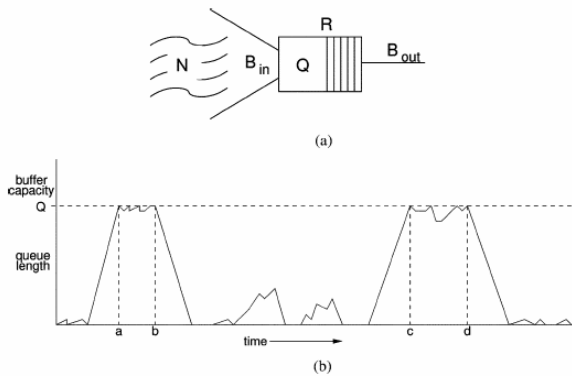 R
N
B in
Q
B out
(a)
buffer
capacity
Q
queue
length
a
b
c
d
time
(b)